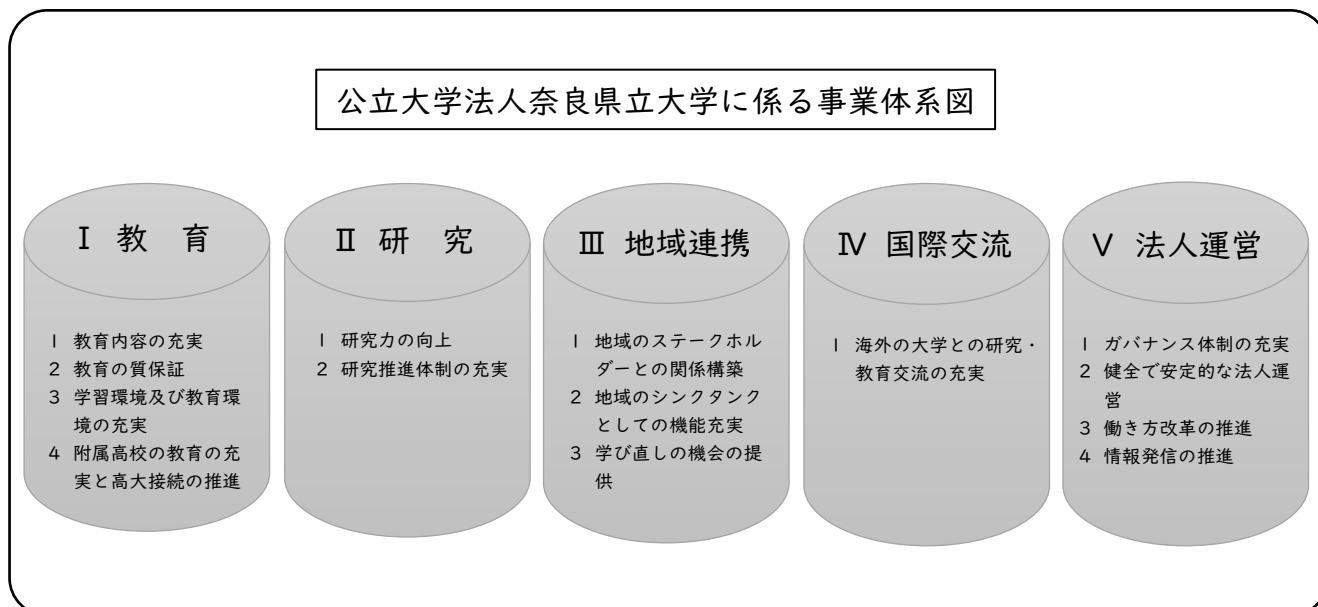 公立大学法人奈良県立大学に係る事業体系図
Ⅰ 教　育
1 教育内容の充実
2 教育の質保証
3 学習環境及び教育環
境の充実
4 附属高校の教育の充
実と高大接続の推進
Ⅱ 研　究
1 研究力の向上
2 研究推進体制の充実
Ⅲ 地域連携
1 地域のステークホル
ダーとの関係構築
2 地域のシンクタンク
としての機能充実
3 学び直しの機会の提
供
Ⅳ 国際交流
1 海外の大学との研究・
教育交流の充実
Ⅴ 法人運営
1 ガバナンス体制の充実
2 健全で安定的な法人運
営
3 働き方改革の推進
4 情報発信の推進